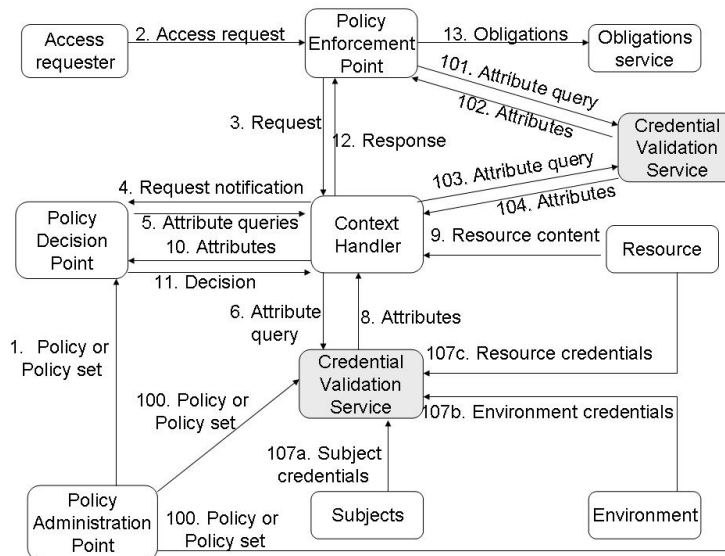 Access
requester
2. Access request
Policy
Enforcement
Point
13. Obligations
Obligations
service
101. Attribute query
102. Attributes
Credential
Validation
Service
3. Request
12. Response
103. Attribute query
104. Attributes
4. Request notification
5. Attribute queries
Policy
Decision
Point
Context
Handler
10. Attributes
11. Decision
9. Resource content
Resource
6. Attribute
query
8. Attributes
1. Policy or
Policy set
Credential
Validation
Service
107c. Resource credentials
100. Policy or
Policy set
107b. Environment credentials
107a. Subject
credentials
Policy
Administration
Point
100. Policy or
Policy set
Subjects
Environment